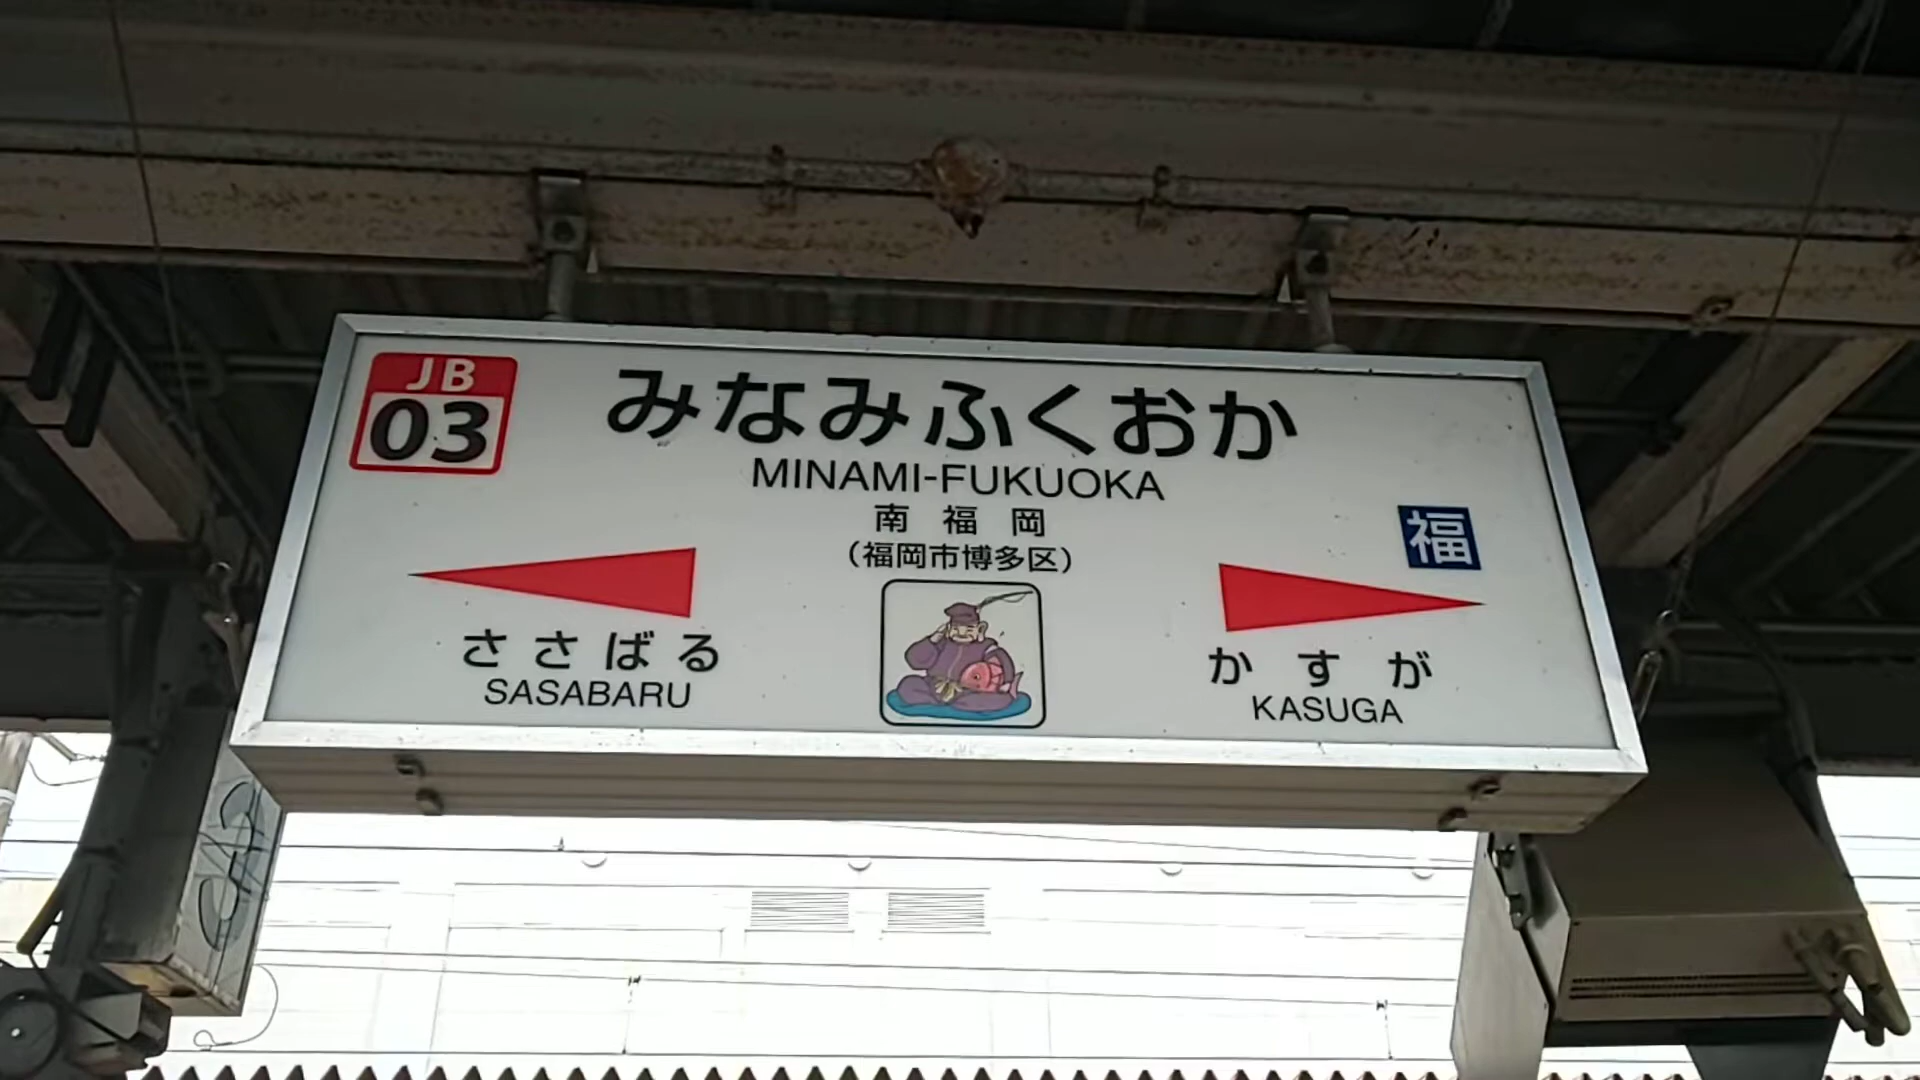 JB
03
みなみふくおか
MINAMI-FUKUOKA
南福岡
(福岡市博多区)
福
ささばる
SASABARU
かすが
KASUGA